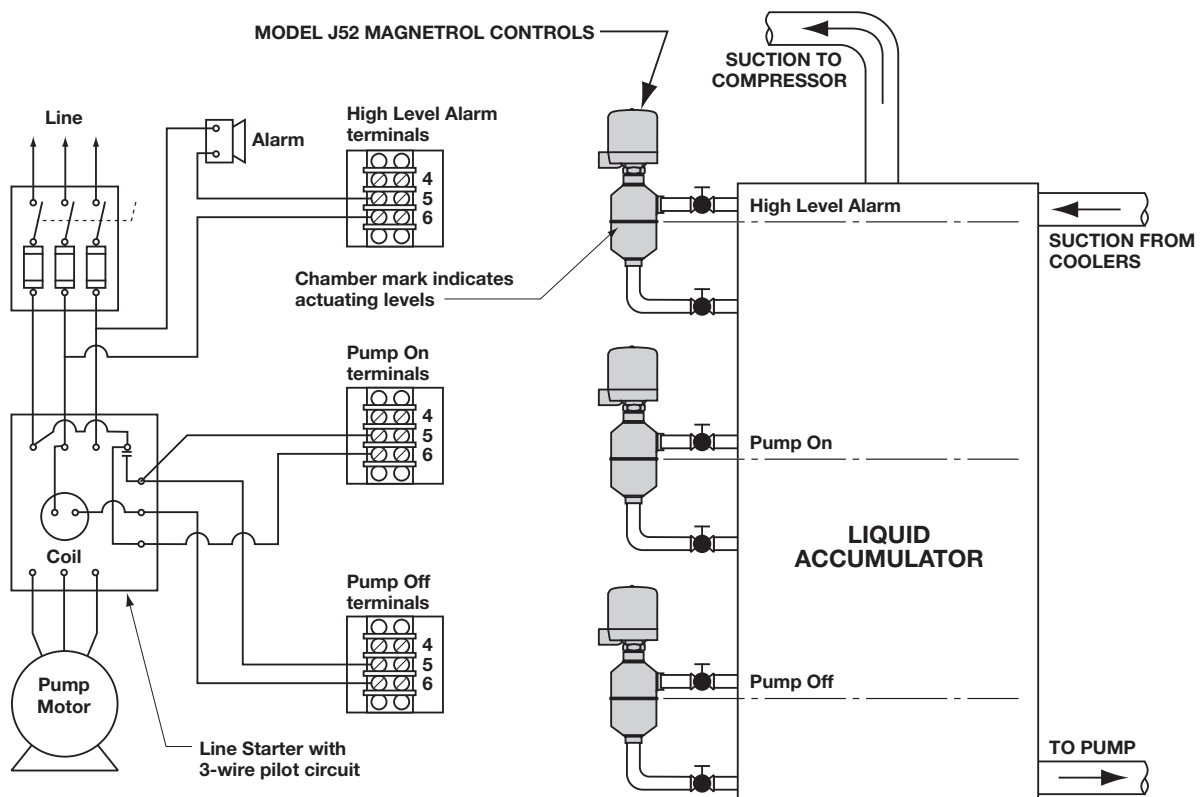 MODEL J52 MAGNETROL CONTROLS
SUCTION TO
COMPRESSOR
Line
Alarm
High Level Alarm
terminals
4
5
6
High Level Alarm
SUCTION FROM
COOLERS
Chamber mark indicates
actuating levels
Pump On
terminals
4
5
6
Pump On
LIQUID
ACCUMULATOR
Coil
Pump Off
terminals
4
5
6
Pump Off
Pump
Motor
Line Starter with
3-wire pilot circuit
TO PUMP